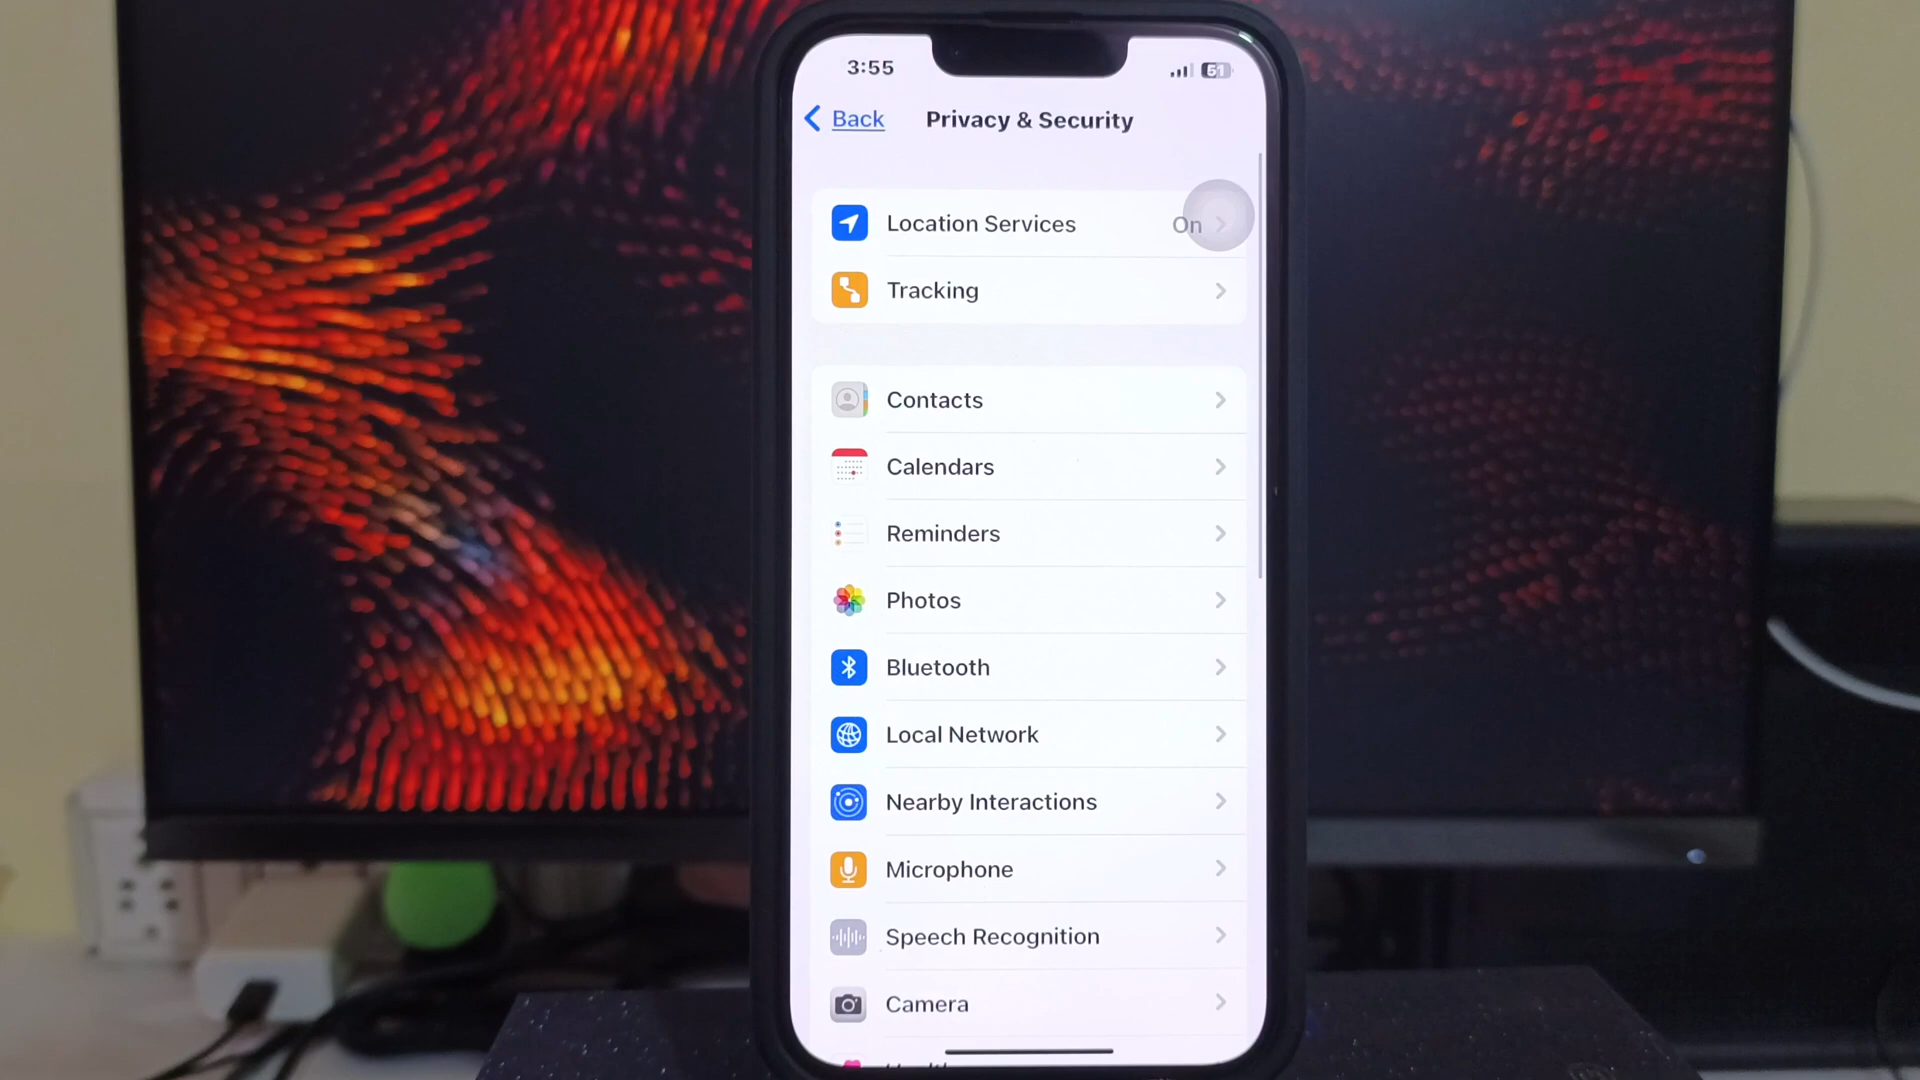 3:55
51
Back
Privacy & Security
Location Services
On
Tracking
Contacts
Calendars
Reminders
Photos
Bluetooth
Local Network
Nearby Interactions
Microphone
Speech Recognition
Camera